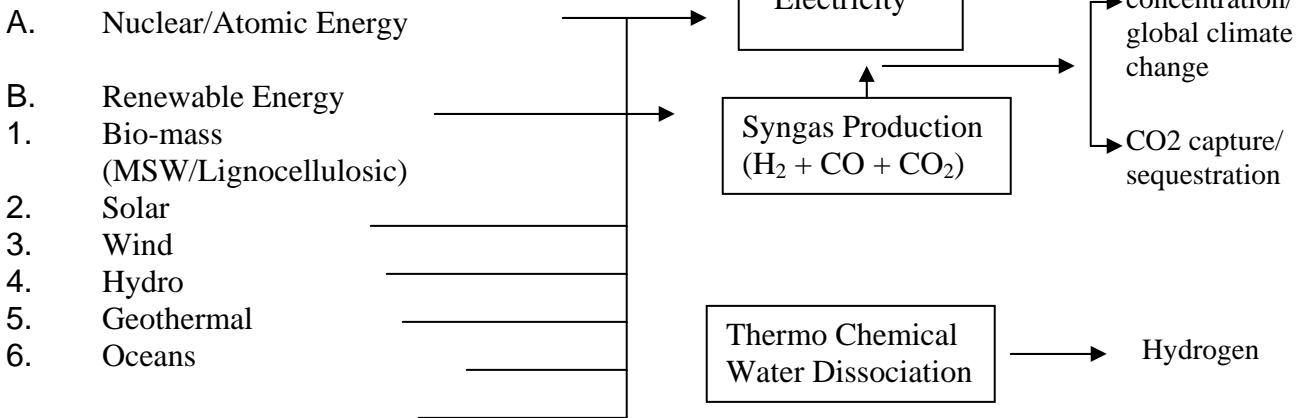 A. Nuclear/Atomic Energy
B. Renewable Energy
1. Bio-mass
(MSW/Lignocellulosic)
2. Solar
3. Wind
4. Hydro
5. Geothermal
6. Oceans
Electricity
Syngas Production
(H₂ + CO + CO₂)
Thermo Chemical
Water Dissociation
concentration/
global climate
change
CO2 capture/
sequestration
Hydrogen